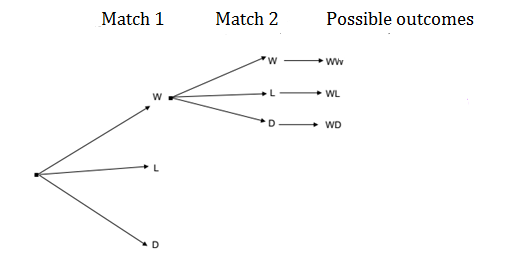 Match 1 Match 2 Possible outcomes
W WW
W L WL
D WD
L
D